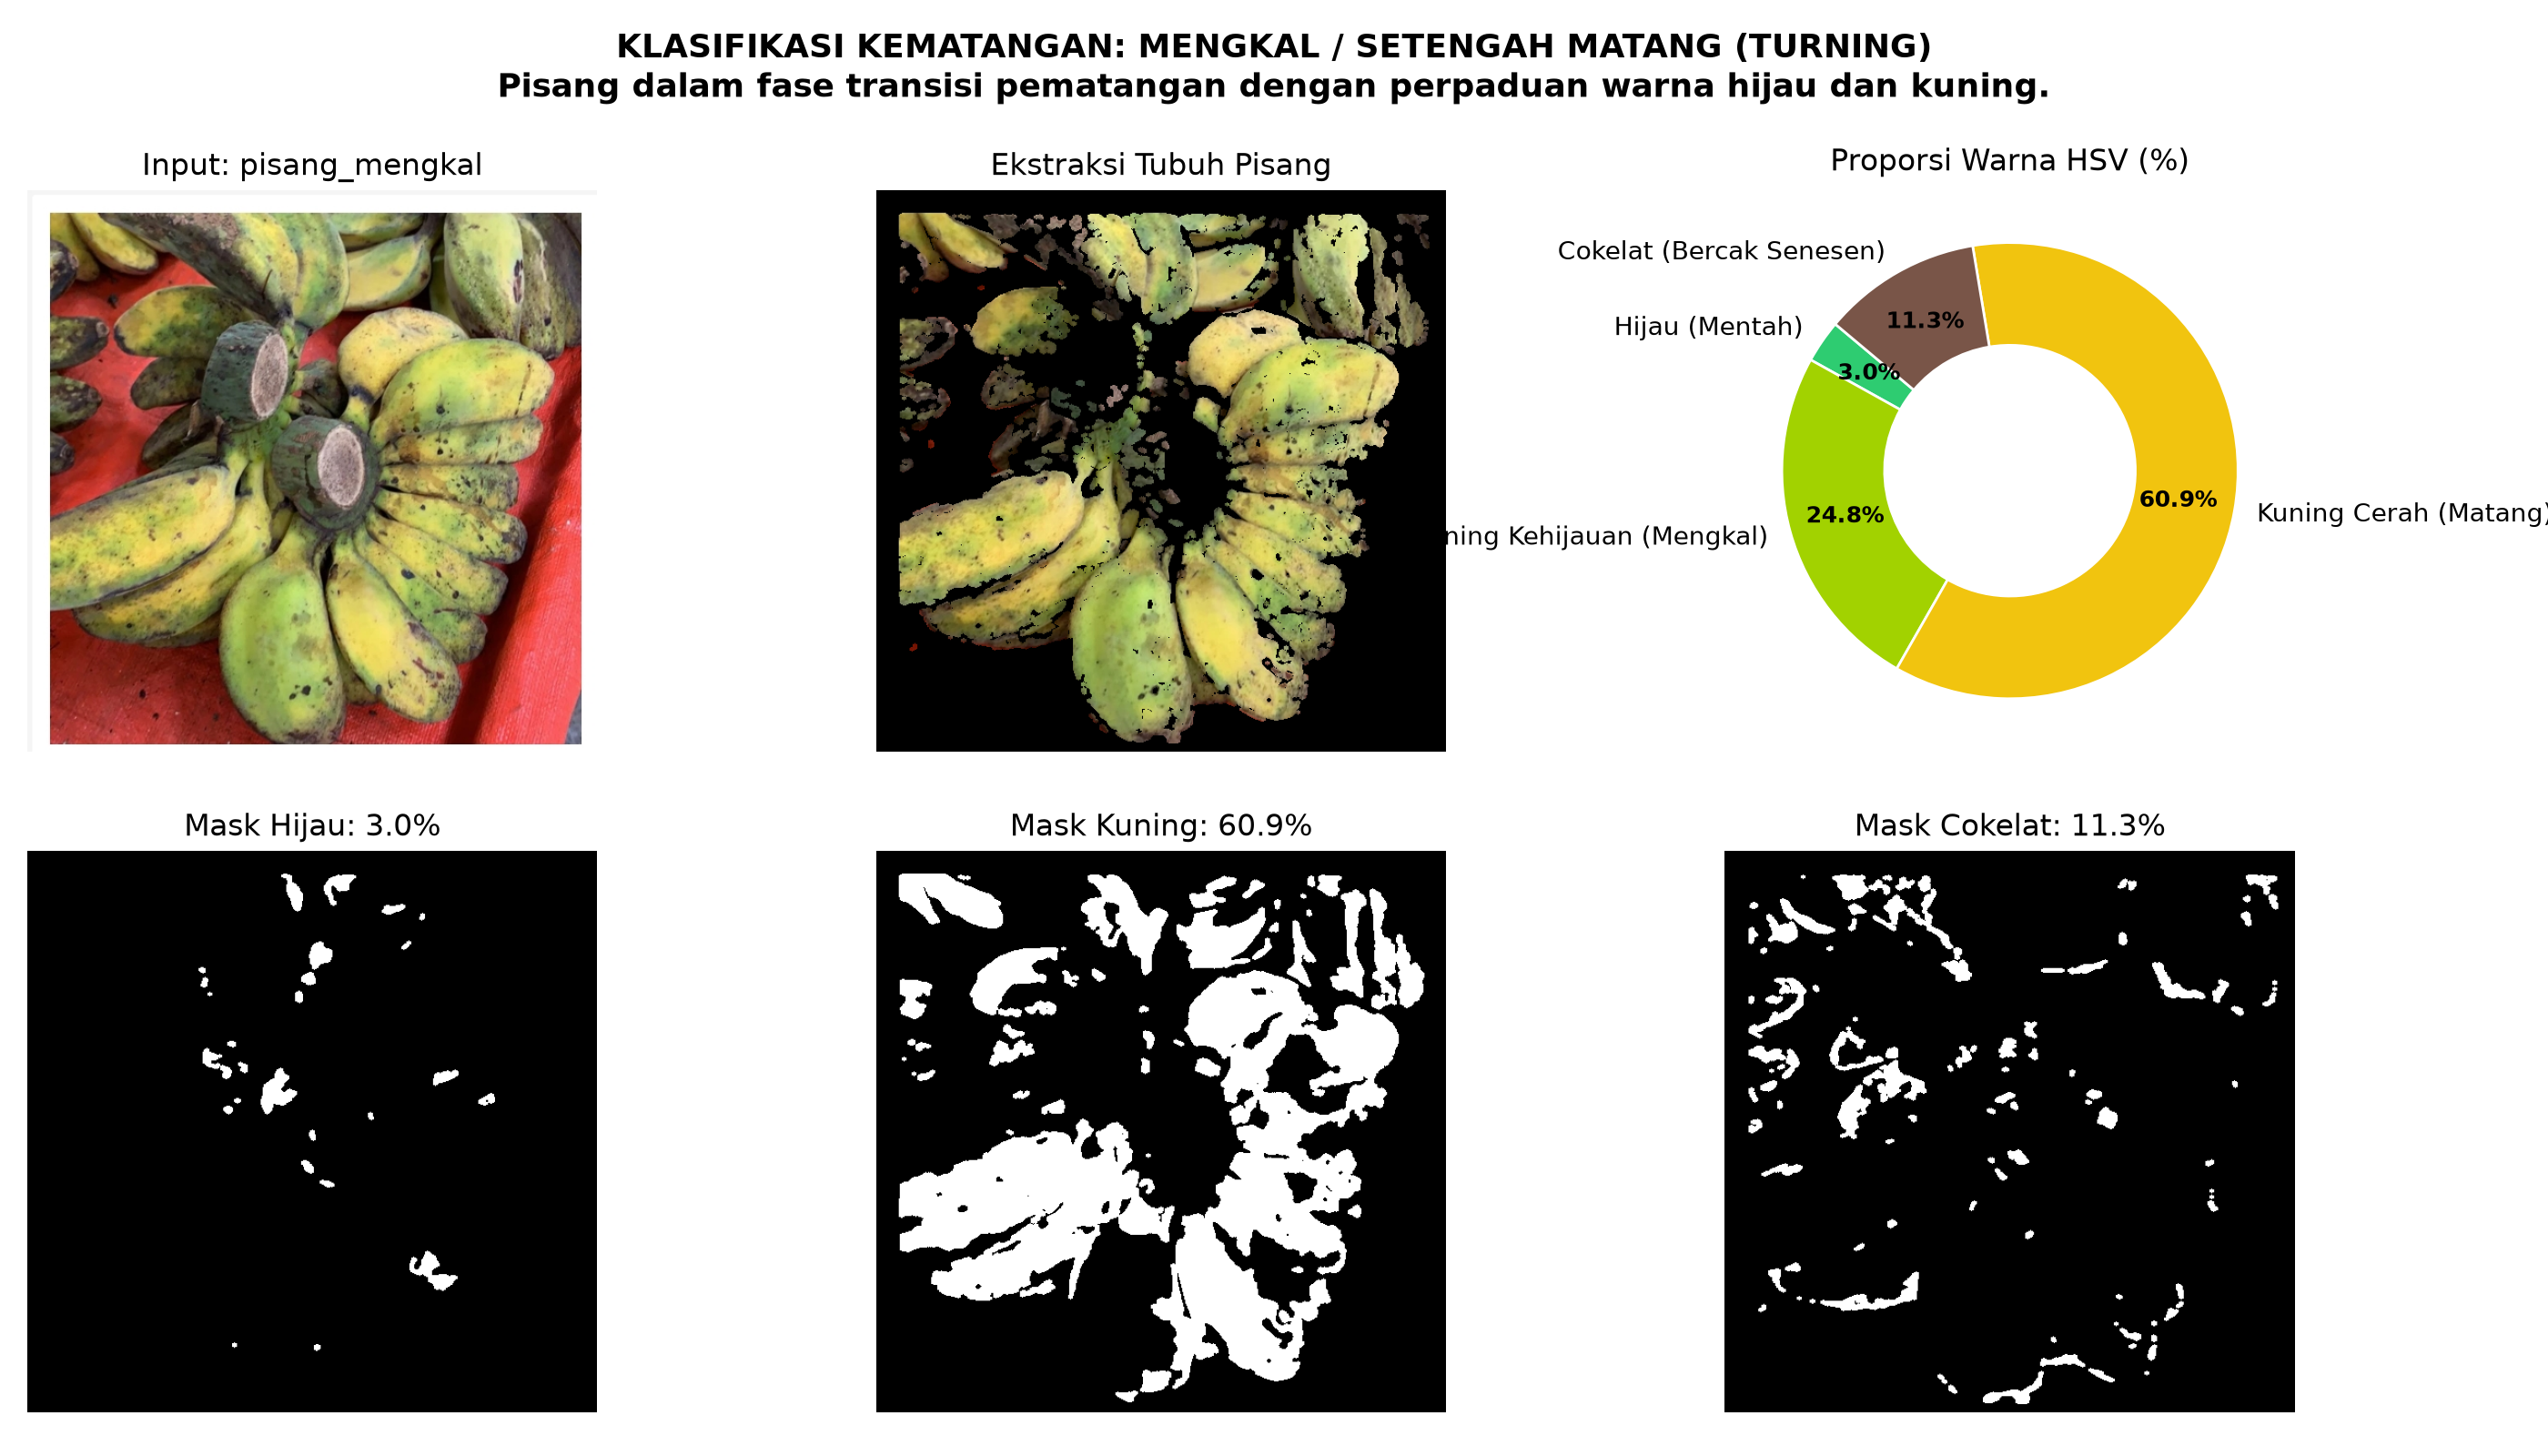 KLASIFIKASI KEMATANGAN: MENGKAL / SETENGAH MATANG (TURNING)
Pisang dalam fase transisi pematangan dengan perpaduan warna hijau dan kuning.
Input: pisang_mengkal
Ekstraksi Tubuh Pisang
Proporsi Warna HSV (%)
Cokelat (Bercak Senesen)
11.3%
Hijau (Mentah)
3.0%
ning Kehijauan (Mengkal)
24.8%
60.9%
Kuning Cerah (Matang)
Mask Hijau: 3.0%
Mask Kuning: 60.9%
Mask Cokelat: 11.3%